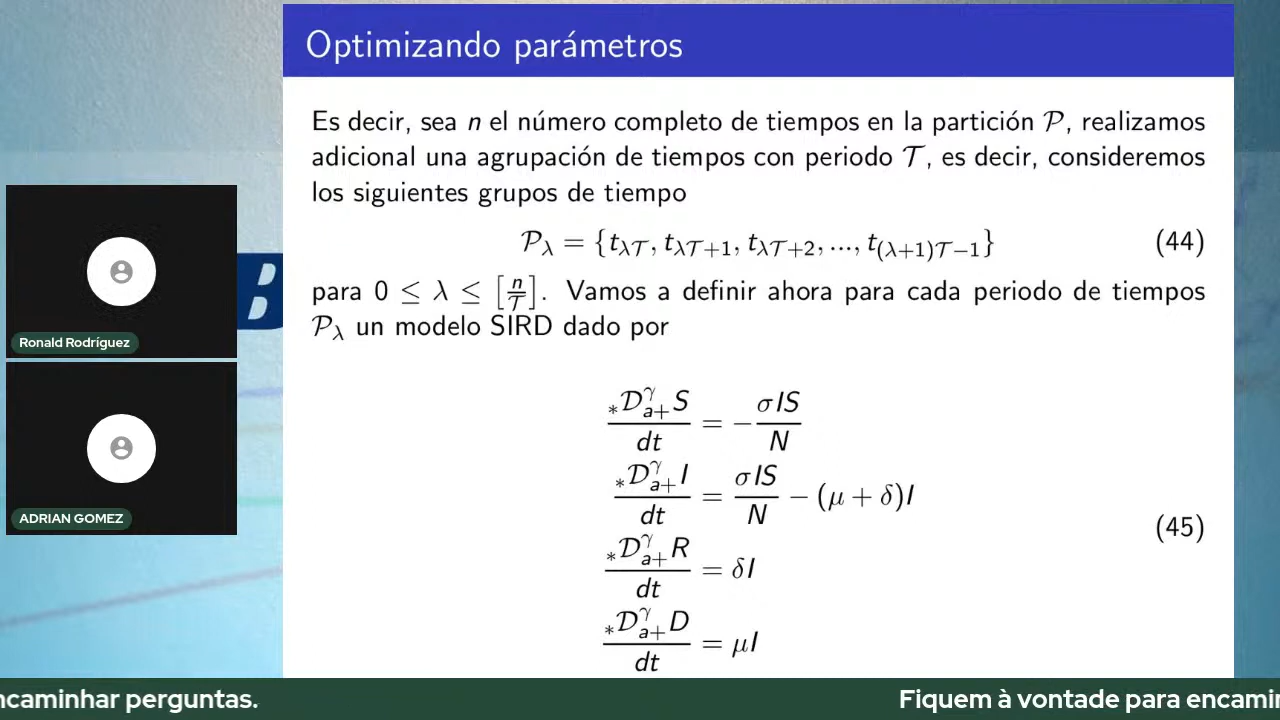 Optimizando parámetros
Es decir, sea n el número completo de tiempos en la partición 𝒫, realizamos
adicional una agrupación de tiempos con periodo 𝒯, es decir, consideremos
los siguientes grupos de tiempo
𝒫_λ = {t_{λ𝒯}, t_{λ𝒯+1}, t_{λ𝒯+2}, ..., t_{(λ+1)𝒯−1}} (44)
para 0 ≤ λ ≤ [n/𝒯]. Vamos a definir ahora para cada periodo de tiempos
𝒫_λ un modelo SIRD dado por
∗𝒟^γ_{a+} S / dt = − σIS / N
∗𝒟^γ_{a+} I / dt = σIS / N − (μ + δ)I
(45)
∗𝒟^γ_{a+} R / dt = δI
∗𝒟^γ_{a+} D / dt = μI
B
Ronald Rodríguez
ADRIAN GOMEZ
ncaminhar perguntas.
Fiquem à vontade para encamin